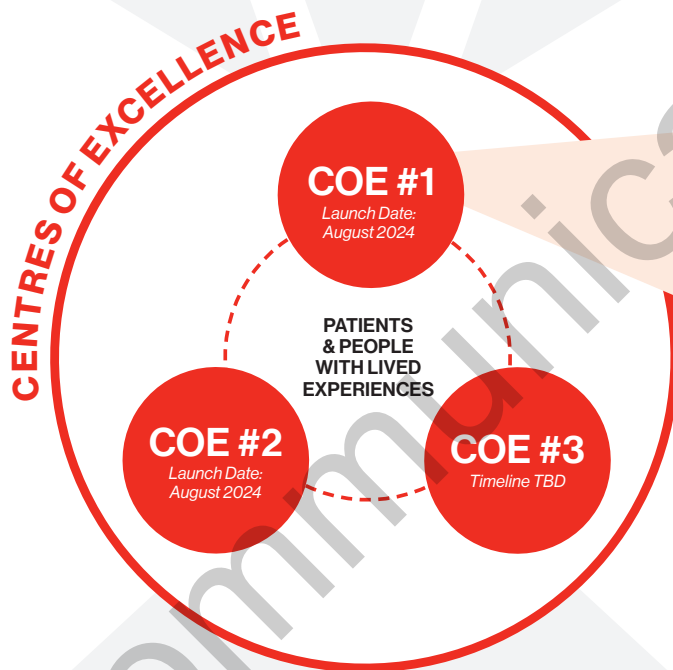 CENTRES OF EXCELLENCE
COE #1
Launch Date:
August 2024
PATIENTS
& PEOPLE
WITH LIVED
EXPERIENCES
COE #2
Launch Date:
August 2024
COE #3
Timeline TBD